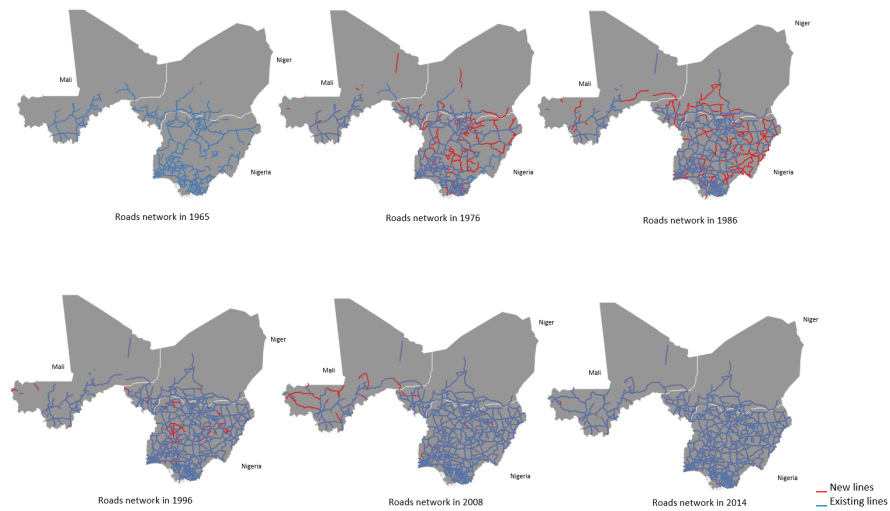 Niger
Mali
Nigeria
Roads network in 1965
Niger
Mali
Nigeria
Roads network in 1976
Niger
Mali
Nigeria
Roads network in 1986
Niger
Mali
Nigeria
Roads network in 1996
Niger
Mali
Nigeria
Roads network in 2008
Niger
Mali
Nigeria
Roads network in 2014
New lines
Existing lines